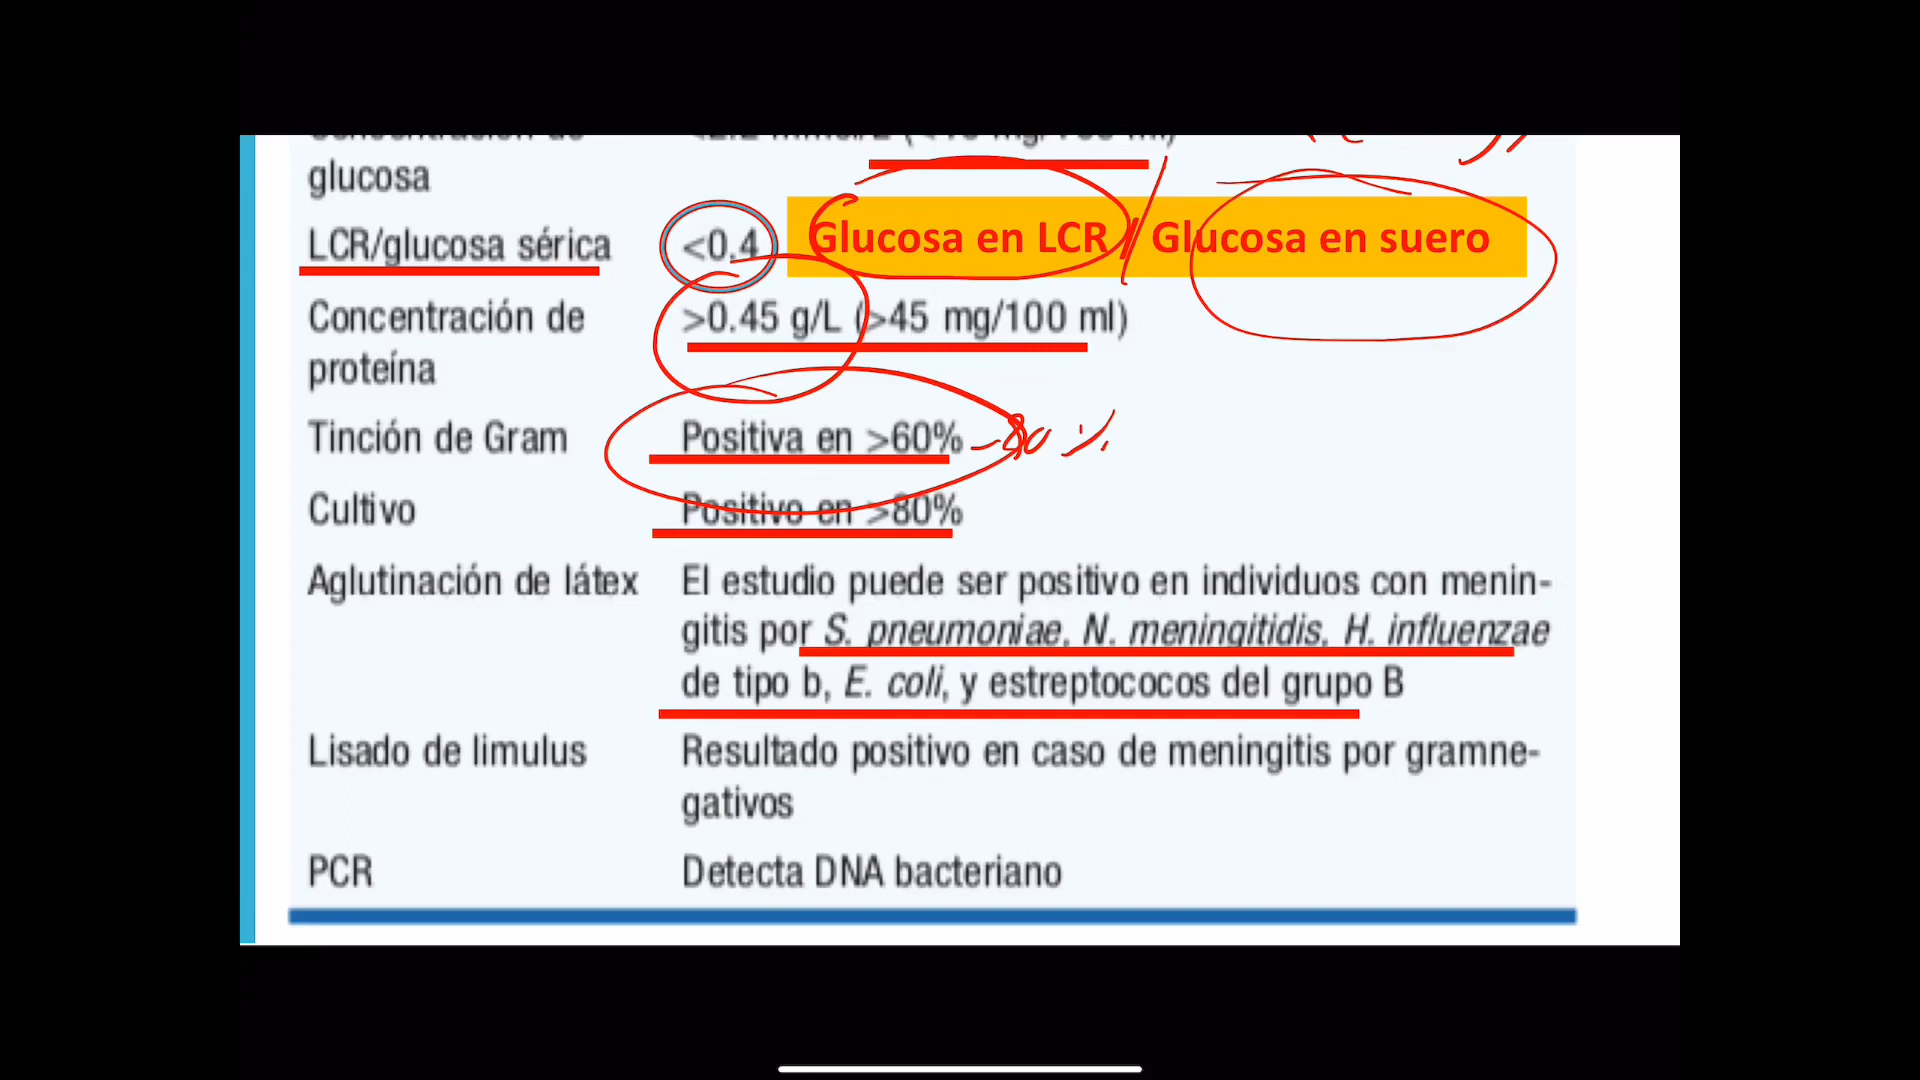 glucosa
LCR/glucosa sérica <0.4 Glucosa en LCR / Glucosa en suero
Concentración de >0.45 g/L (>45 mg/100 ml)
proteína
Tinción de Gram Positiva en >60% -80 %
Cultivo Positivo en >80%
Aglutinación de látex El estudio puede ser positivo en individuos con menin-
gitis por S. pneumoniae, N. meningitidis, H. influenzae
de tipo b, E. coli, y estreptococos del grupo B
Lisado de limulus Resultado positivo en caso de meningitis por gramne-
gativos
PCR Detecta DNA bacteriano